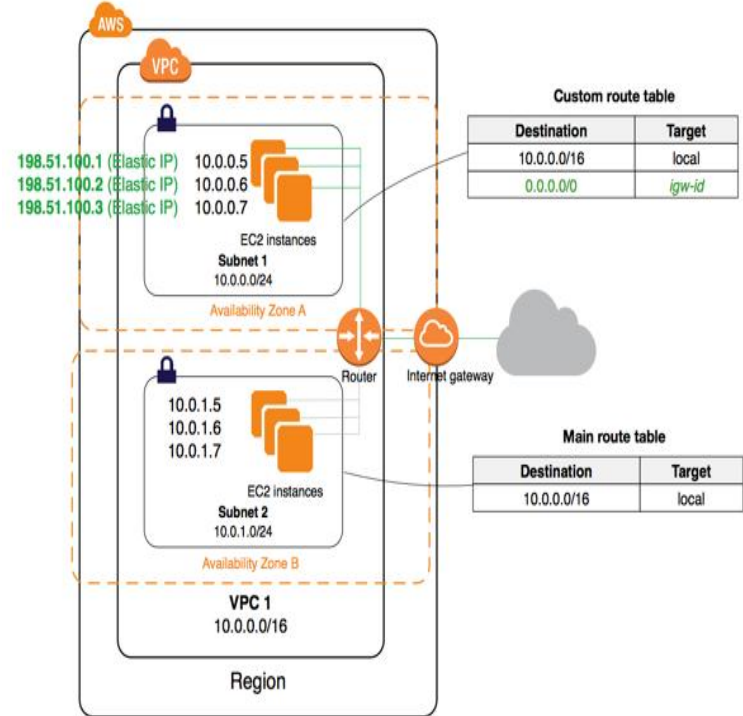 AWS
VPC
198.51.100.1 (Elastic IP) 10.0.0.5
198.51.100.2 (Elastic IP) 10.0.0.6
198.51.100.3 (Elastic IP) 10.0.0.7
EC2 instances
Subnet 1
10.0.0.0/24
Availability Zone A
Custom route table
Destination Target
10.0.0.0/16 local
0.0.0.0/0 igw-id
Router
Internet gateway
10.0.1.5
10.0.1.6
10.0.1.7
EC2 instances
Subnet 2
10.0.1.0/24
Availability Zone B
Main route table
Destination Target
10.0.0.0/16 local
VPC 1
10.0.0.0/16
Region